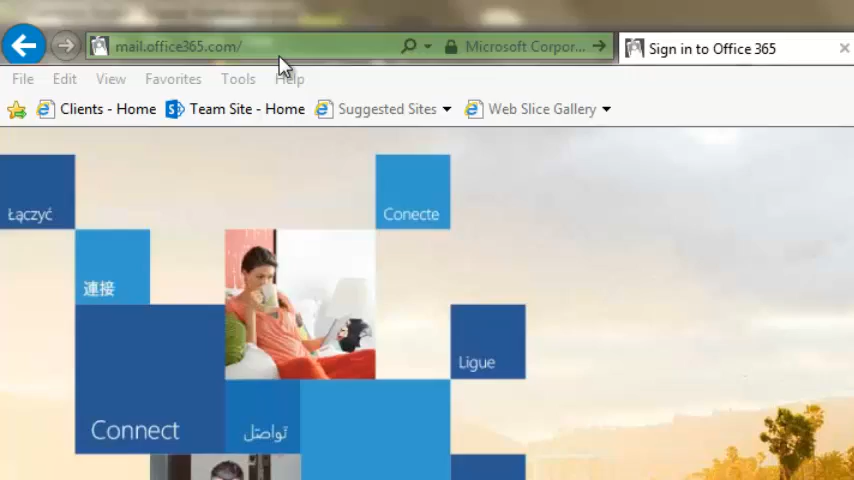 mail.office365.com/
Microsoft Corpor...
Sign in to Office 365
File Edit View Favorites Tools Help
Clients - Home Team Site - Home Suggested Sites Web Slice Gallery
Łączyć
Conecte
連接
Ligue
Connect
تواصَل